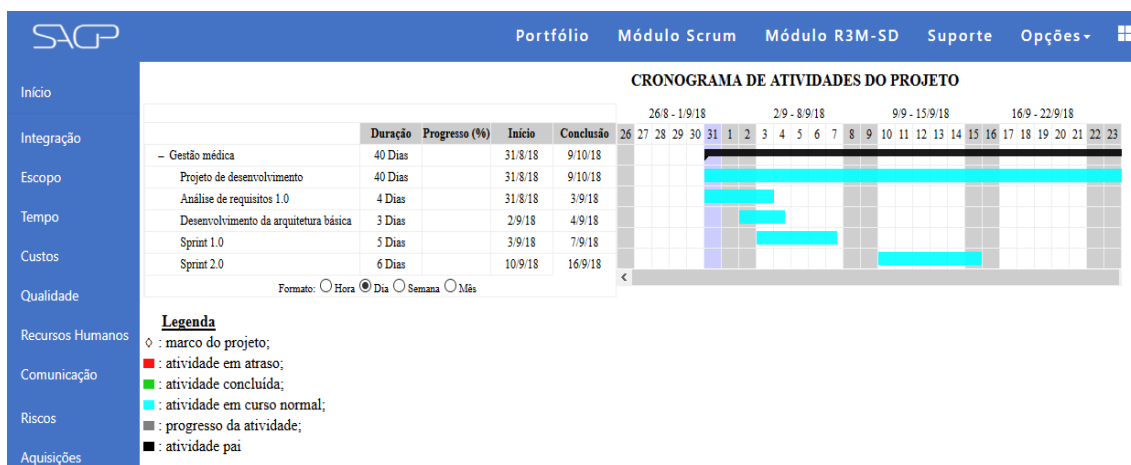 SAGP
Portfólio Módulo Scrum Módulo R3M-SD Suporte Opções
Início
Integração
Escopo
Tempo
Custos
Qualidade
Recursos Humanos
Comunicação
Riscos
Aquisições
CRONOGRAMA DE ATIVIDADES DO PROJETO
26/8 - 1/9/18 2/9 - 8/9/18 9/9 - 15/9/18 16/9 - 22/9/18
Duração Progresso (%) Início Conclusão 26 27 28 29 30 31 1 2 3 4 5 6 7 8 9 10 11 12 13 14 15 16 17 18 19 20 21 22 23
– Gestão médica 40 Dias 31/8/18 9/10/18
Projeto de desenvolvimento 40 Dias 31/8/18 9/10/18
Análise de requisitos 1.0 4 Dias 31/8/18 3/9/18
Desenvolvimento da arquitetura básica 3 Dias 2/9/18 4/9/18
Sprint 1.0 5 Dias 3/9/18 7/9/18
Sprint 2.0 6 Dias 10/9/18 16/9/18
Formato: Hora Dia Semana Mês
Legenda
◊ : marco do projeto;
: atividade em atraso;
: atividade concluída;
: atividade em curso normal;
: progresso da atividade;
: atividade pai